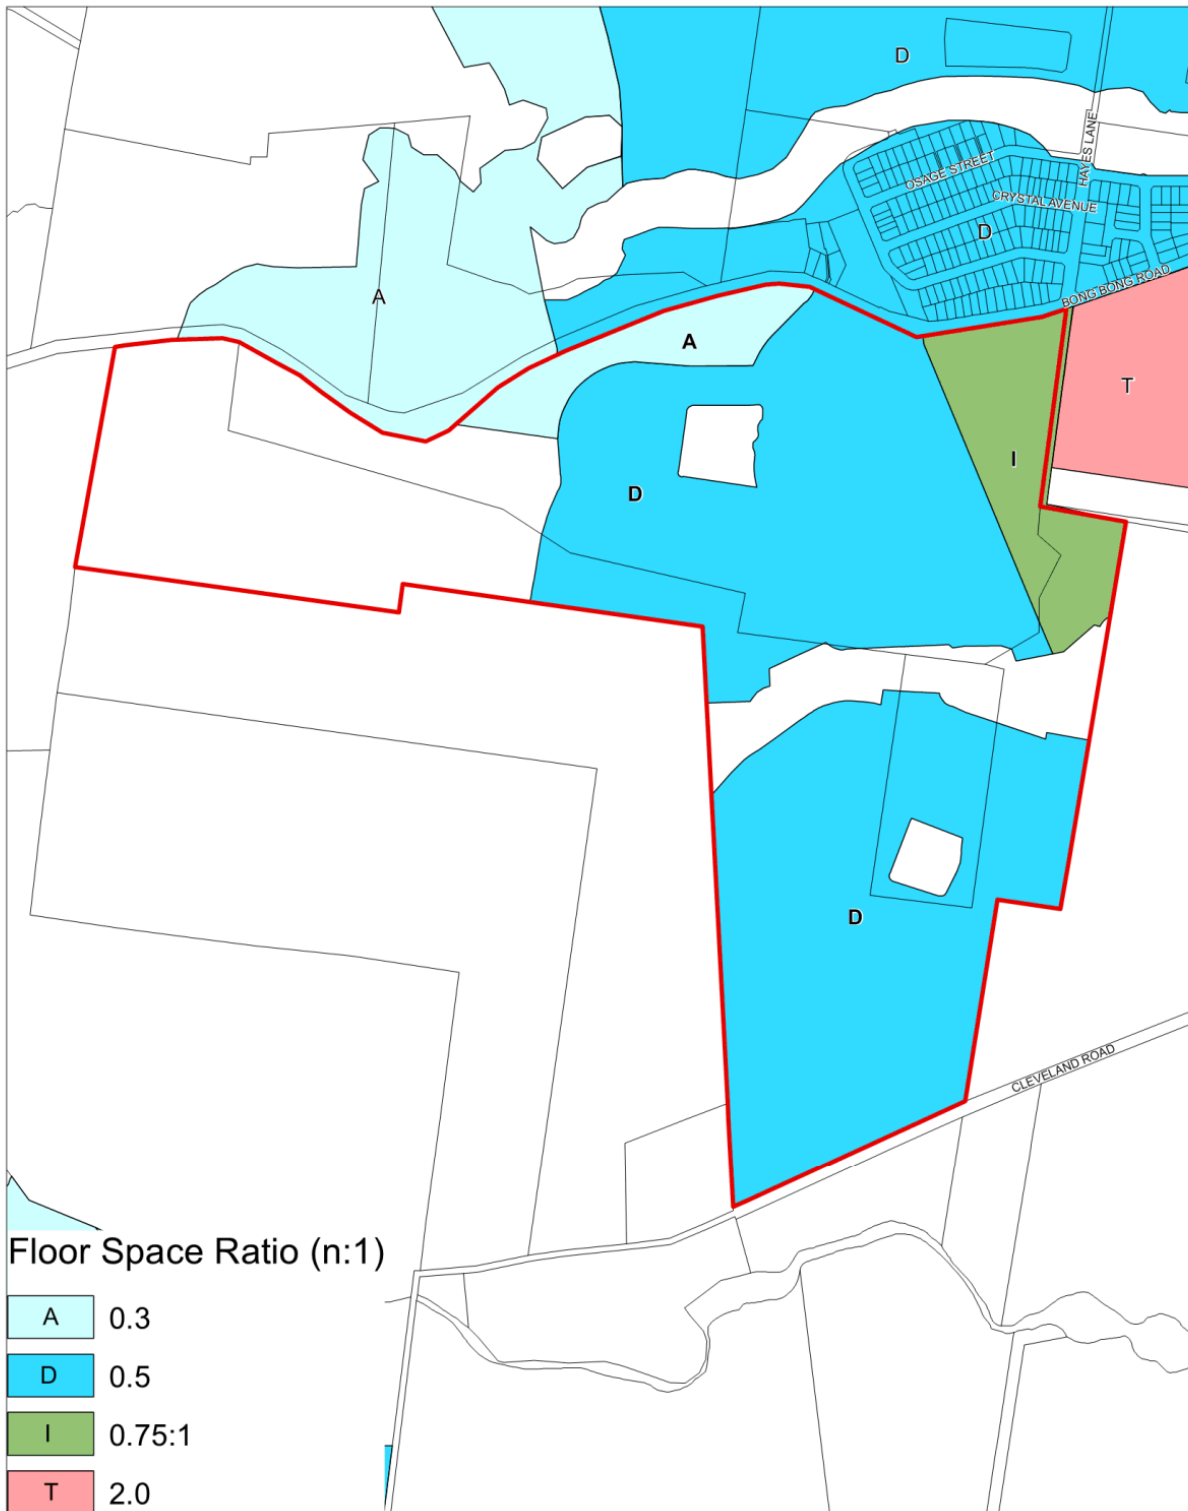 D
HAYES LANE
OSAGE STREET
CRYSTAL AVENUE
D
BONG BONG ROAD
A
A
T
I
D
D
CLEVELAND ROAD
Floor Space Ratio (n:1)
A 0.3
D 0.5
I 0.75:1
T 2.0